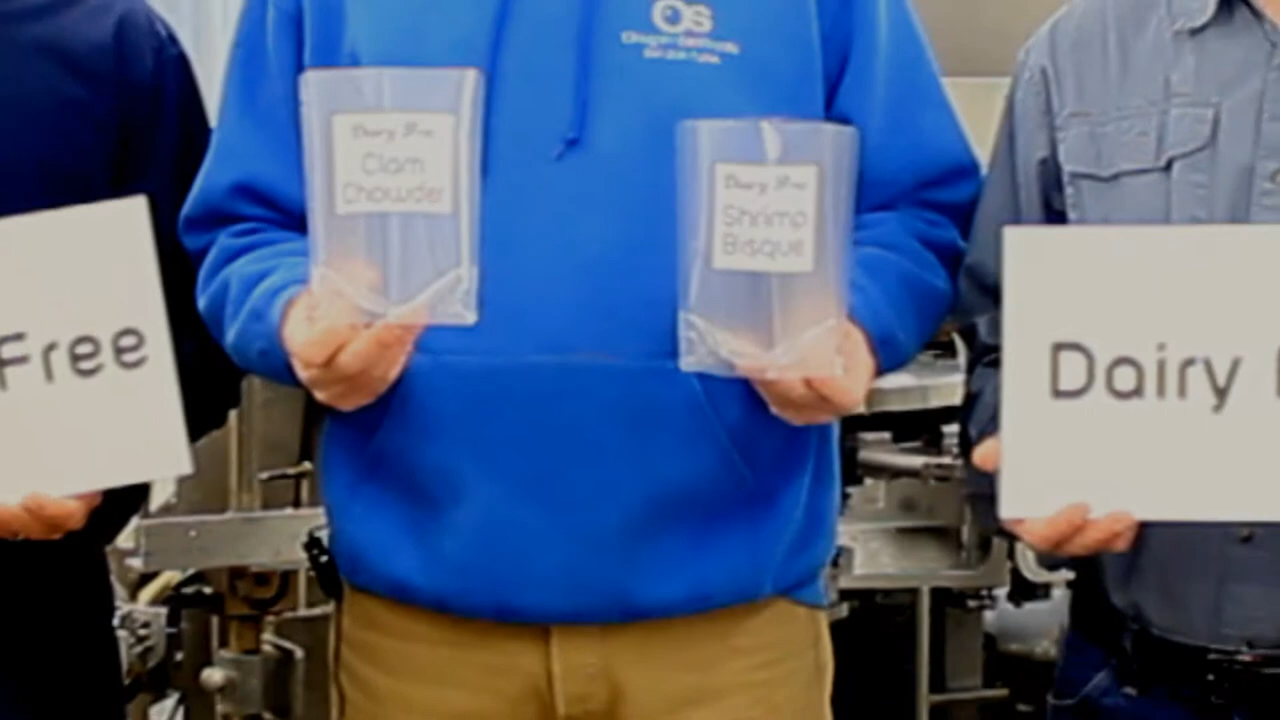 OS
Dairy Free
Clam
Chowder
Dairy Free
Shrimp
Bisque
Free
Dairy